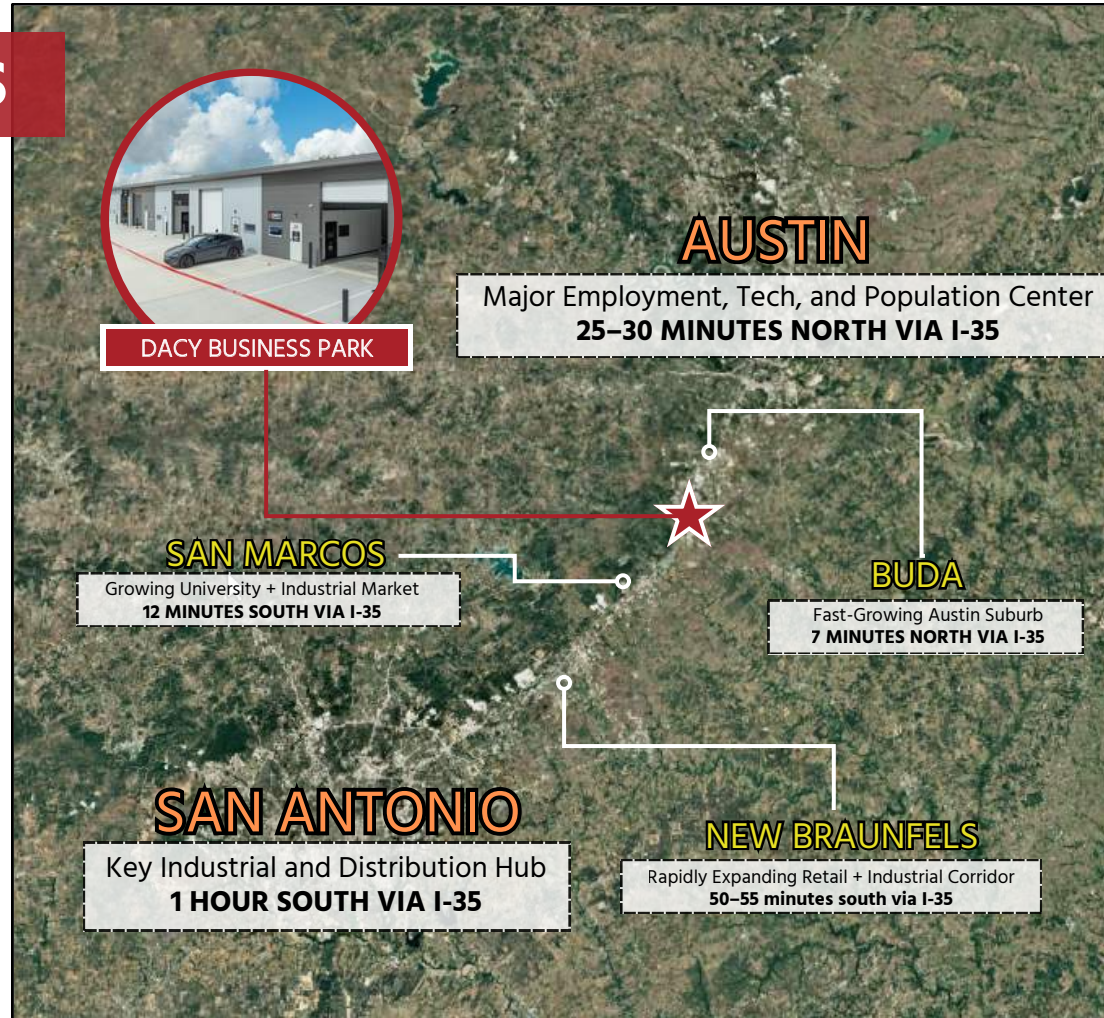 S
DACY BUSINESS PARK
AUSTIN
Major Employment, Tech, and Population Center
25–30 MINUTES NORTH VIA I-35
SAN MARCOS
Growing University + Industrial Market
12 MINUTES SOUTH VIA I-35
BUDA
Fast-Growing Austin Suburb
7 MINUTES NORTH VIA I-35
SAN ANTONIO
Key Industrial and Distribution Hub
1 HOUR SOUTH VIA I-35
NEW BRAUNFELS
Rapidly Expanding Retail + Industrial Corridor
50–55 minutes south via I-35